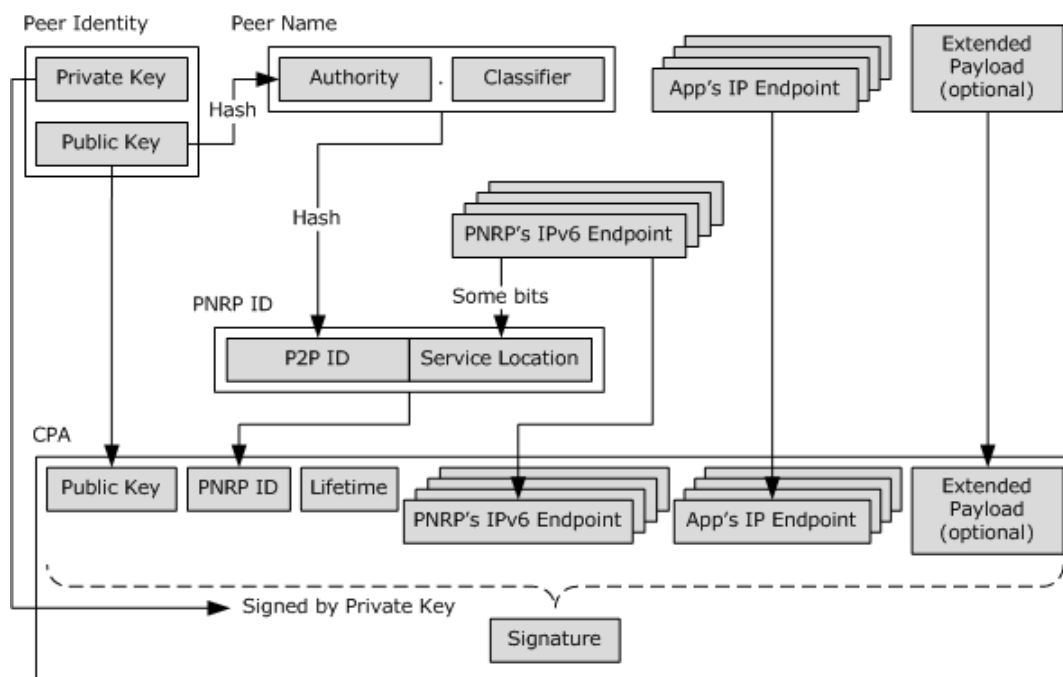 Peer Identity
Peer Name
Private Key
Authority . Classifier
App's IP Endpoint
Extended
Payload
(optional)
Hash
Public Key
Hash
PNRP's IPv6 Endpoint
Some bits
PNRP ID
P2P ID
Service Location
CPA
Public Key
PNRP ID
Lifetime
PNRP's IPv6 Endpoint
App's IP Endpoint
Extended
Payload
(optional)
Signed by Private Key
Signature